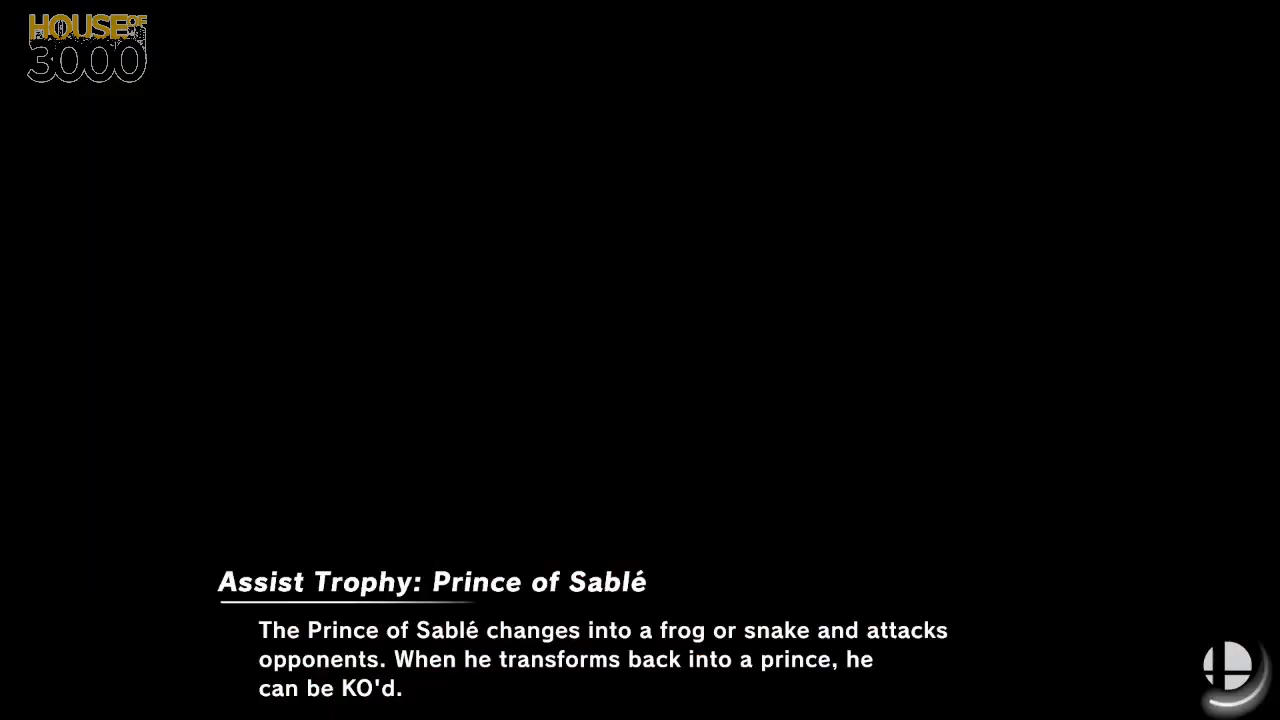 HOUSE OF
3000
Assist Trophy: Prince of Sablé
The Prince of Sablé changes into a frog or snake and attacks
opponents. When he transforms back into a prince, he
can be KO'd.